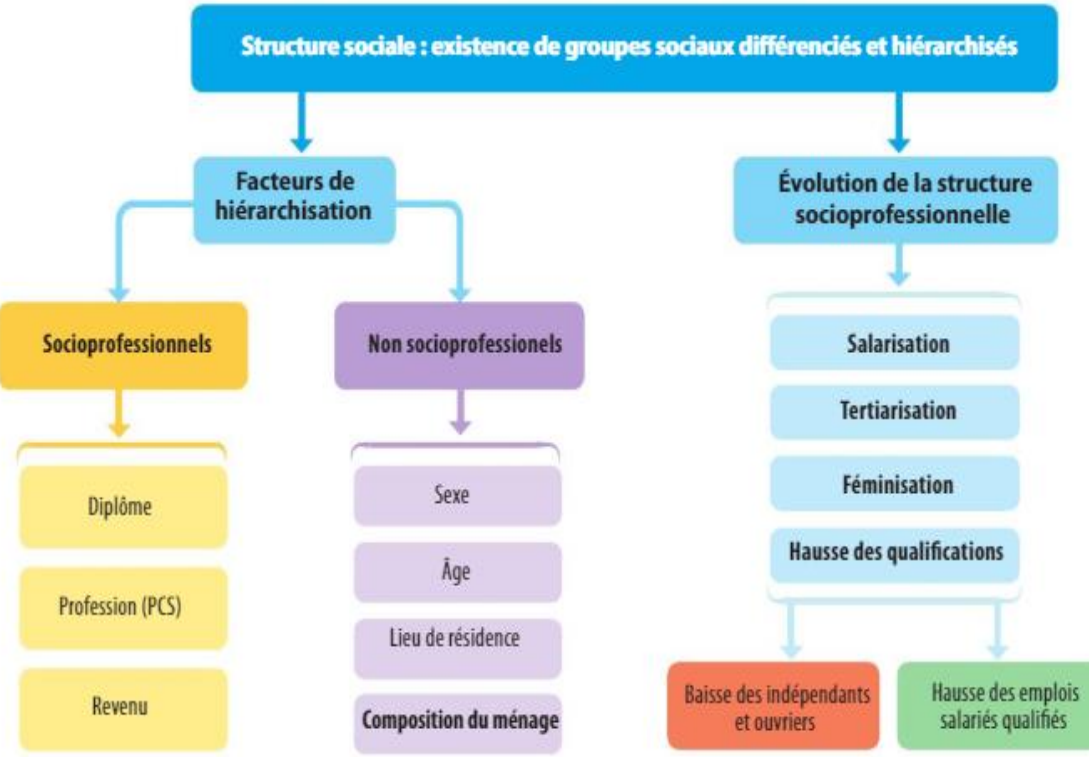 Structure sociale : existence de groupes sociaux différenciés et hiérarchisés
Facteurs de
hiérarchisation
Socioprofessionnels
Diplôme
Profession (PCS)
Revenu
Non socioprofessionels
Sexe
Âge
Lieu de résidence
Composition du ménage
Évolution de la structure
socioprofessionnelle
Salarisation
Tertiarisation
Féminisation
Hausse des qualifications
Baisse des indépendants
et ouvriers
Hausse des emplois
salariés qualifiés